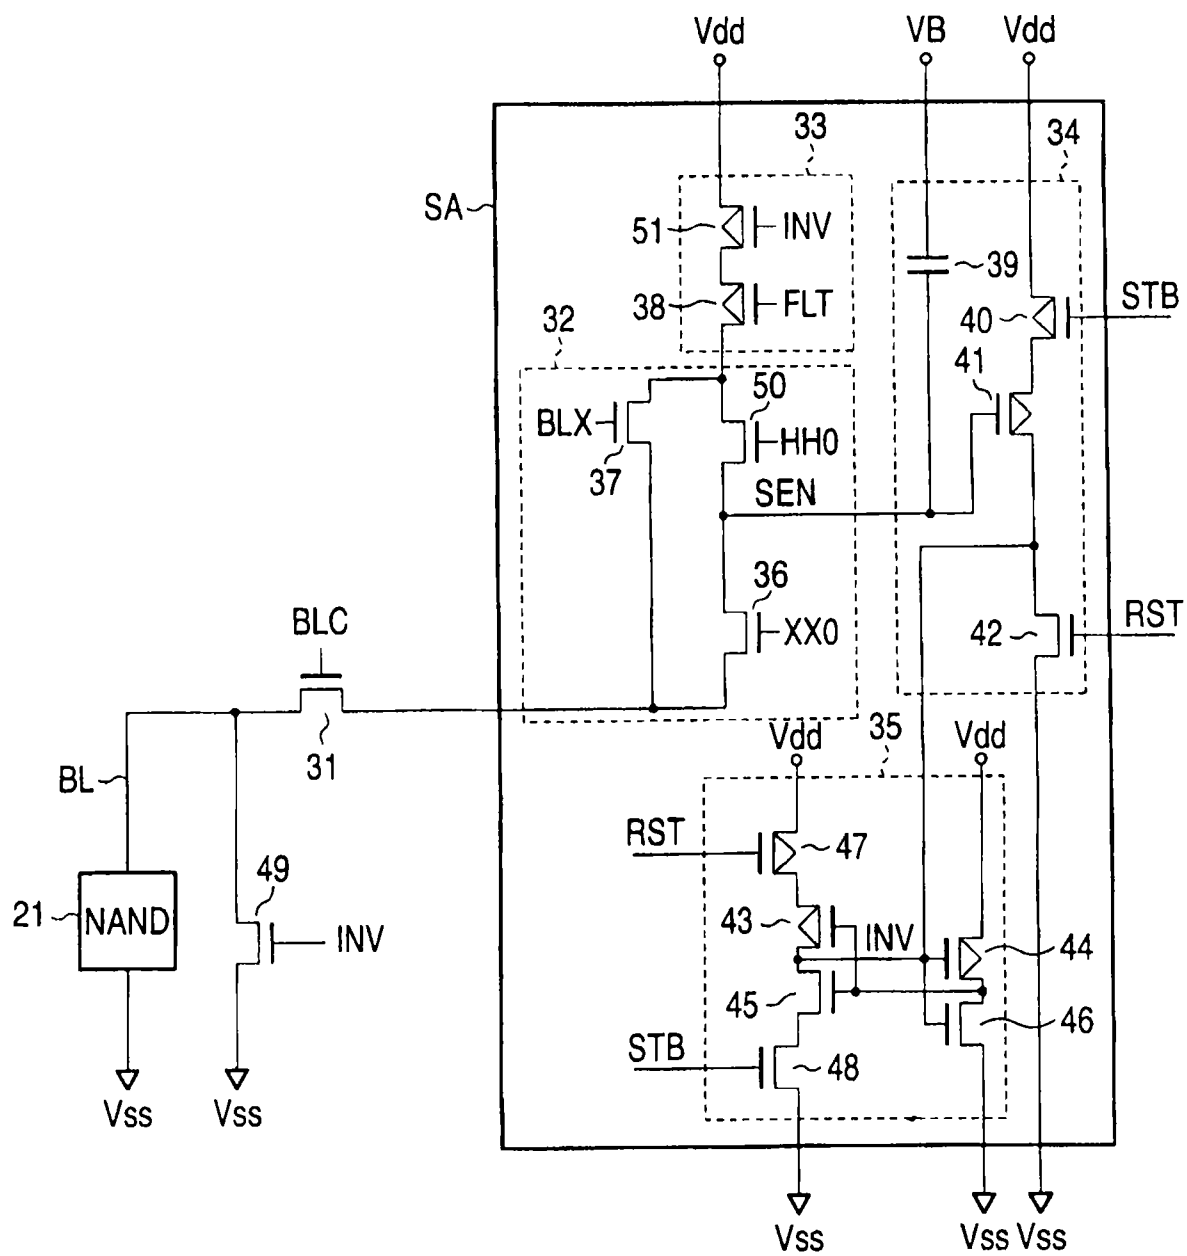 Vdd VB Vdd
33 34
SA
51 INV
39
38 FLT
STB
40
32
41
50
BLX
HH0
37
SEN
36
BLC
XX0
RST
42
35
31
Vdd Vdd
BL
RST
47
49
43
21 NAND
INV
INV
44
45
46
STB
48
Vss Vss
Vss Vss Vss